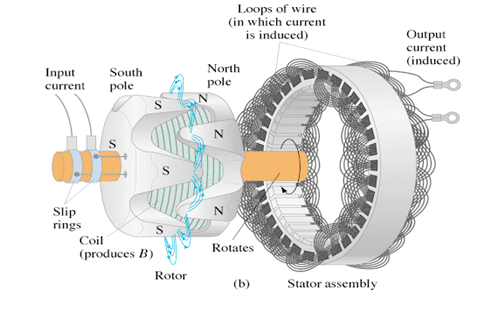 Loops of wire
(in which current
is induced)
Output
current
(induced)
Input
current
South
pole
North
pole
S
N
S
N
S
N
S
Slip
rings
Coil
(produces B)
Rotates
Rotor
(b)
Stator assembly